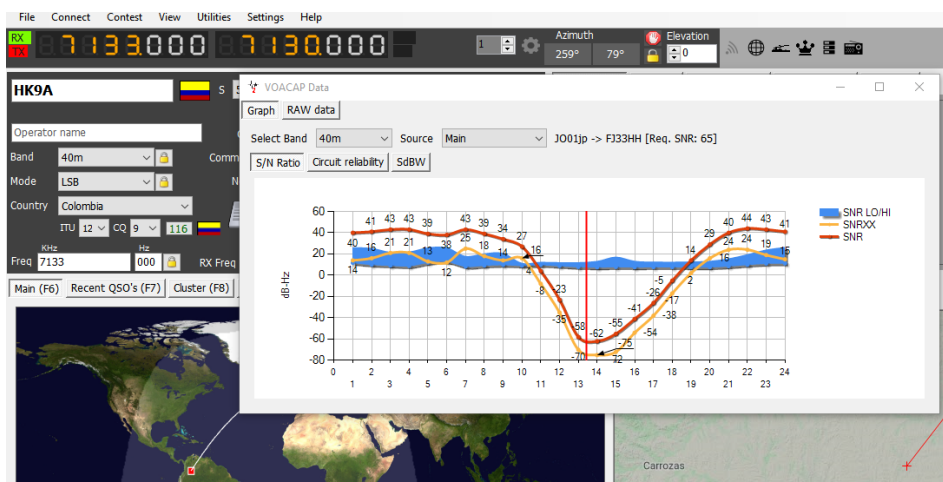 File Connect Contest View Utilities Settings Help
RX
TX
7133.000 7130.000
1
Azimuth
259° 79°
Elevation
0
HK9A
S
VOACAP Data
Graph RAW data
Operator name
Select Band 40m Source Main JO01jp -> FJ33HH [Req. SNR: 65]
Band 40m
Comm
S/N Ratio Circuit reliability SdBW
Mode LSB
N
Country Colombia
ITU 12 CQ 9 116
KHz Hz
Freq 7133 000 RX Freq
Main (F6) Recent QSO's (F7) Cluster (F8)
SNR LO/HI
SNRXX
SNR
dB-Hz
60
40
20
0
-20
-40
-60
-80
41 43 43 39 43 39 34 27 16 -23 -58 -62 -55 -41 -26 -5 14 29 40 44 43 41
40 16 21 21 13 38 25 18 14 4 -8 -35 -70 -75 -72 -54 -38 -17 2 16 24 24 19 15
14 12
0 2 4 6 8 10 12 14 16 18 20 22 24
1 3 5 7 9 11 13 15 17 19 21 23
Carrozas